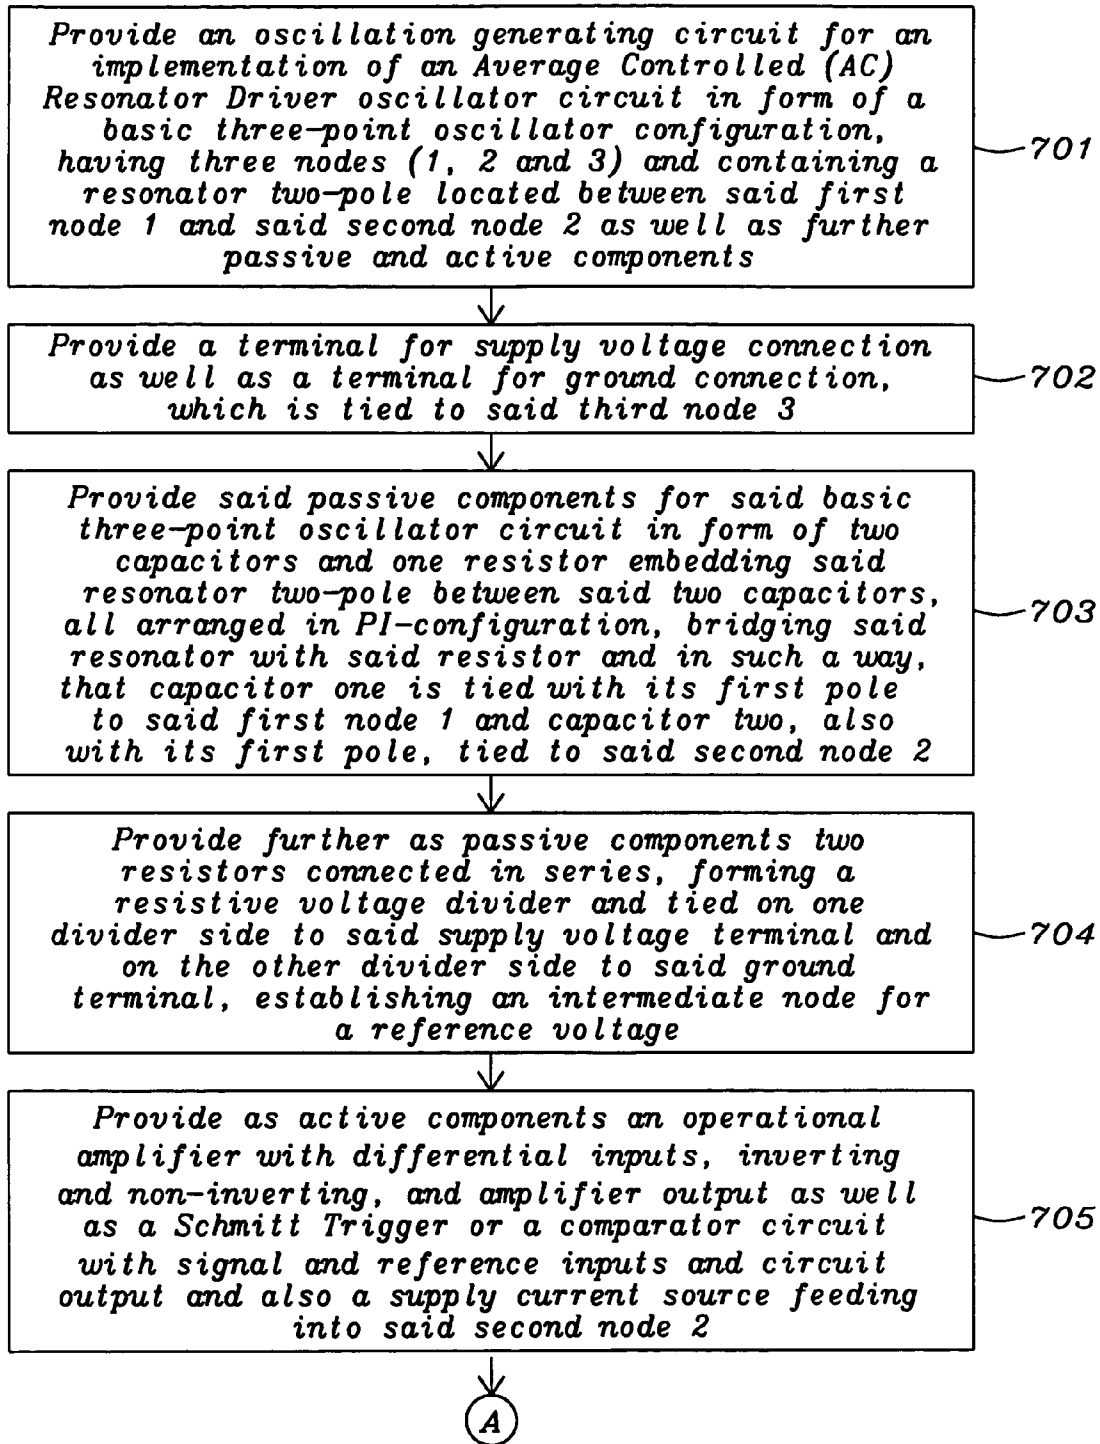 Provide an oscillation generating circuit for an
implementation of an Average Controlled (AC)
Resonator Driver oscillator circuit in form of a
basic three-point oscillator configuration,
having three nodes (1, 2 and 3) and containing a
resonator two-pole located between said first
node 1 and said second node 2 as well as further
passive and active components
701
Provide a terminal for supply voltage connection
as well as a terminal for ground connection,
which is tied to said third node 3
702
Provide said passive components for said basic
three-point oscillator circuit in form of two
capacitors and one resistor embedding said
resonator two-pole between said two capacitors,
all arranged in PI-configuration, bridging said
resonator with said resistor and in such a way,
that capacitor one is tied with its first pole
to said first node 1 and capacitor two, also
with its first pole, tied to said second node 2
703
Provide further as passive components two
resistors connected in series, forming a
resistive voltage divider and tied on one
divider side to said supply voltage terminal and
on the other divider side to said ground
terminal, establishing an intermediate node for
a reference voltage
704
Provide as active components an operational
amplifier with differential inputs, inverting
and non-inverting, and amplifier output as well
as a Schmitt Trigger or a comparator circuit
with signal and reference inputs and circuit
output and also a supply current source feeding
into said second node 2
705
A